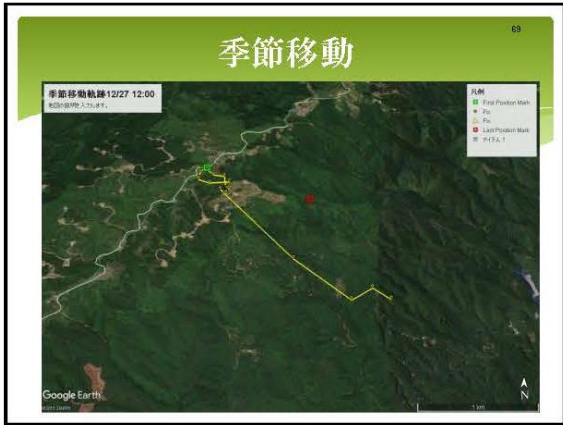 69
季節移動
季節移動軌跡12/27 12:00
地図の説明を入力します。
凡例
First Position Mark
Fix
Fix
Last Position Mark
アイテム 1
Google Earth
N
1 km